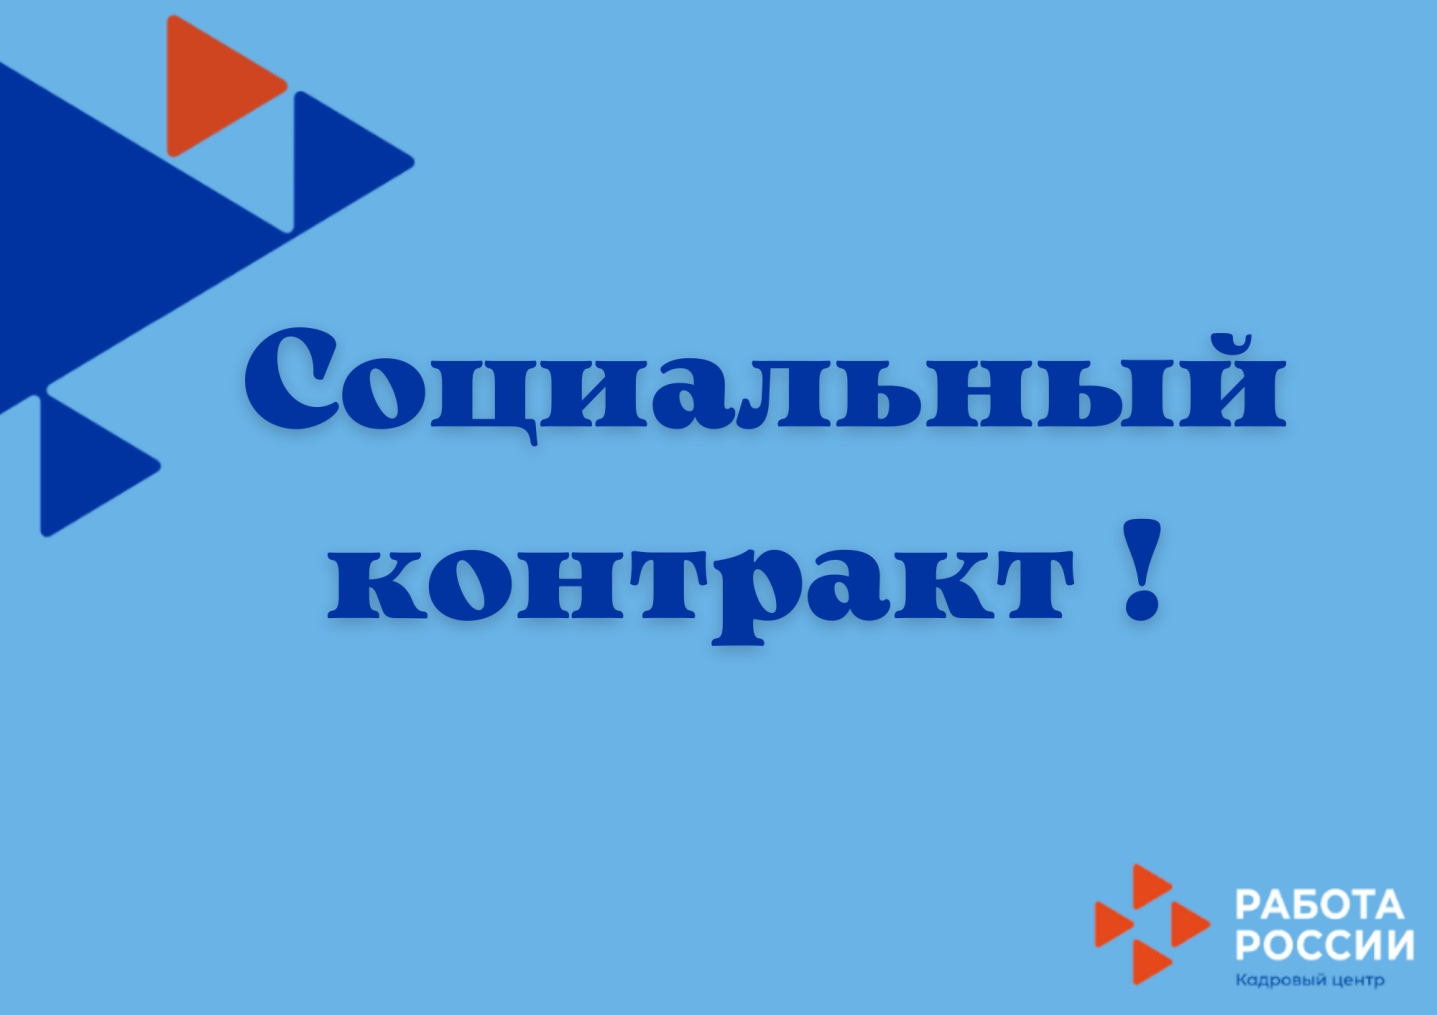 Социальный
контракт !
РАБОТА
РОССИИ
Кадровый центр